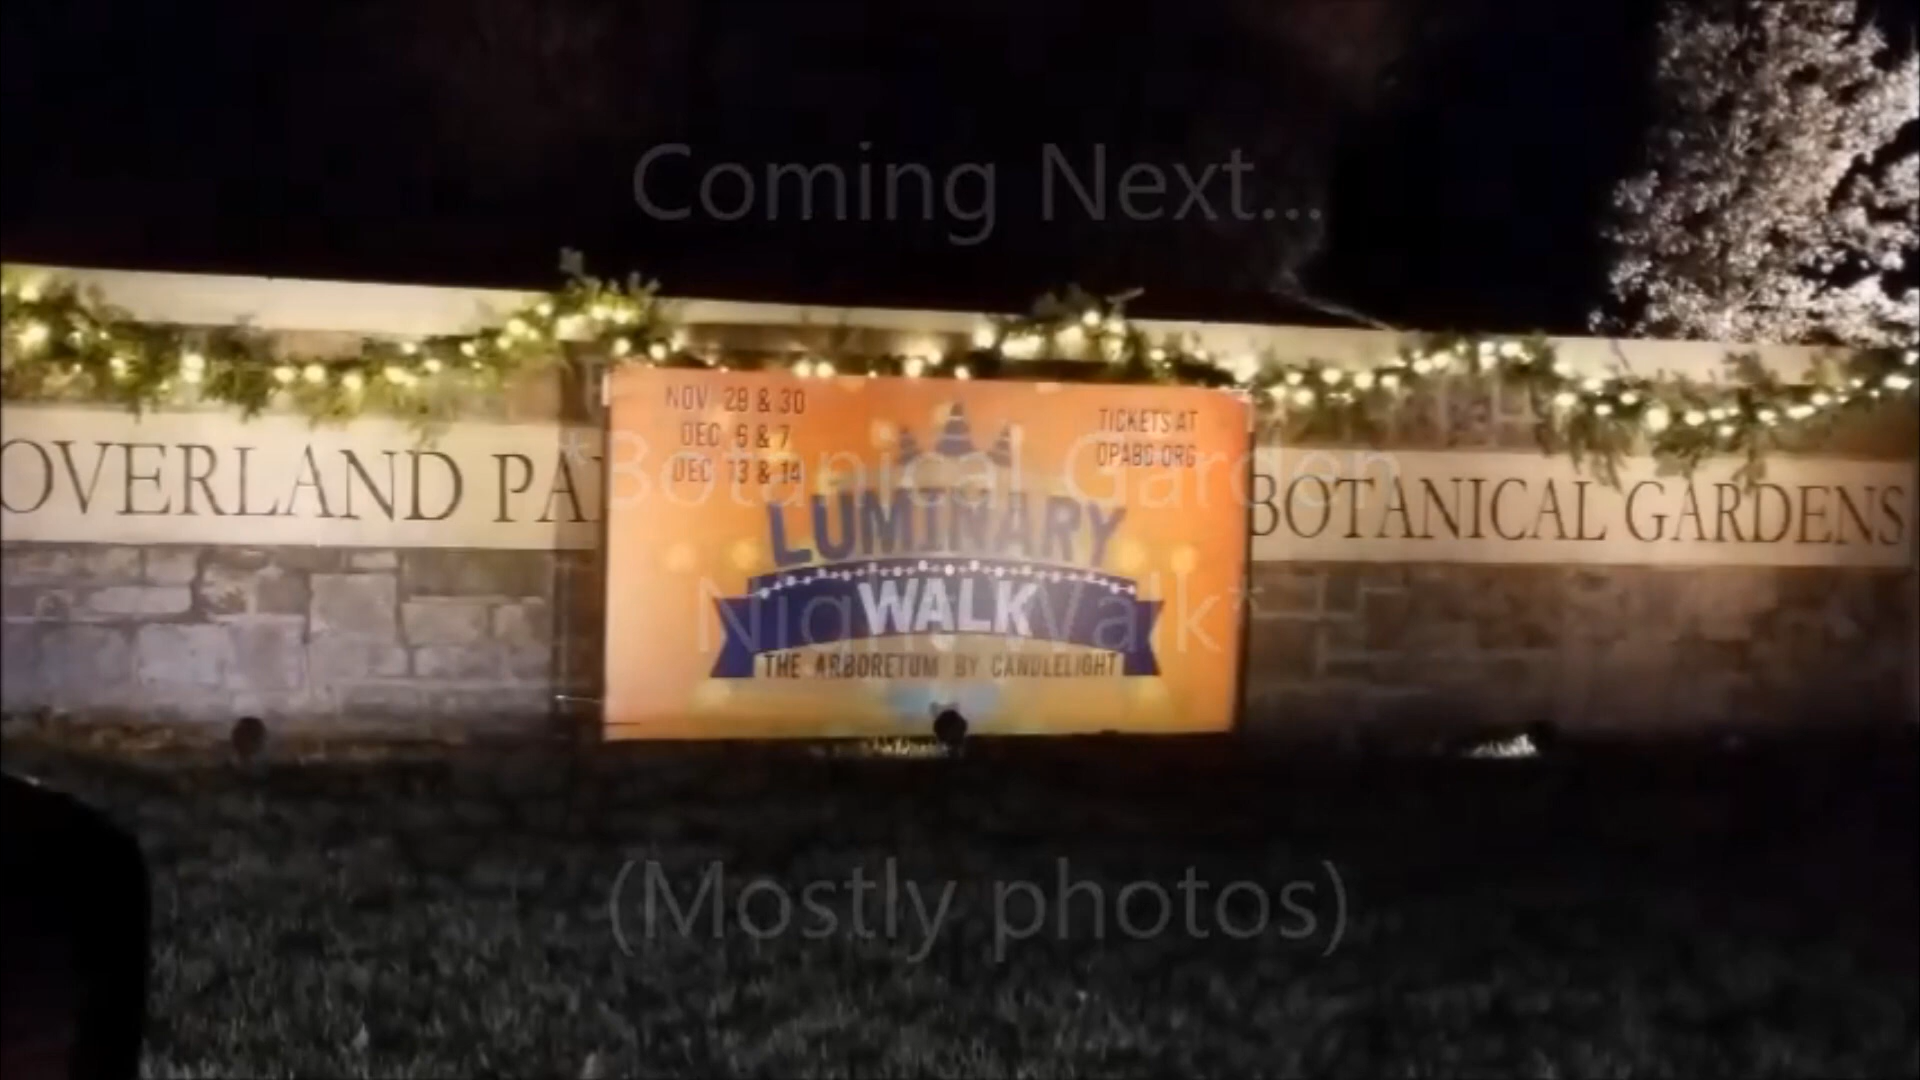 Coming Next...
OVERLAND PA
NOV 29 & 30
DEC 6 & 7
DEC 13 & 14
TICKETS AT
OPABG.ORG
*Botanical Garden
LUMINARY
WALK
Night Walk*
THE ARBORETUM BY CANDLELIGHT
BOTANICAL GARDENS
(Mostly photos)